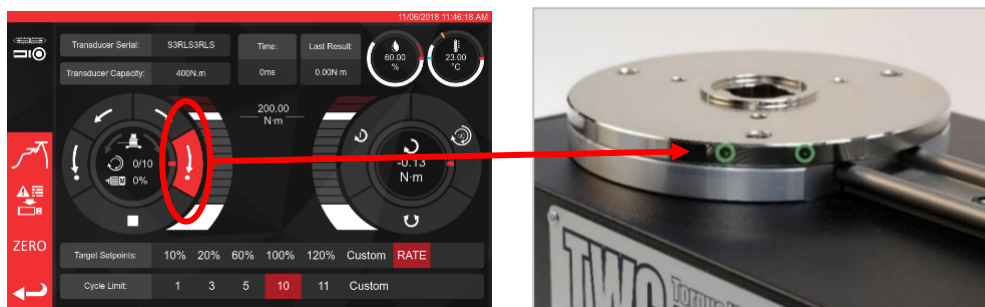 11/06/2018 11:46:18 AM
Transducer Serial: S3RLS3RLS
Time: Last Result:
60.00 % 23.00 °C
Transducer Capacity: 400N.m
0ms 0.00N·m
200.00
N·m
0/10
0%
-0.13
N·m
ZERO
Target Setpoints: 10% 20% 60% 100% 120% Custom RATE
Cycle Limit: 1 3 5 10 11 Custom
TWC